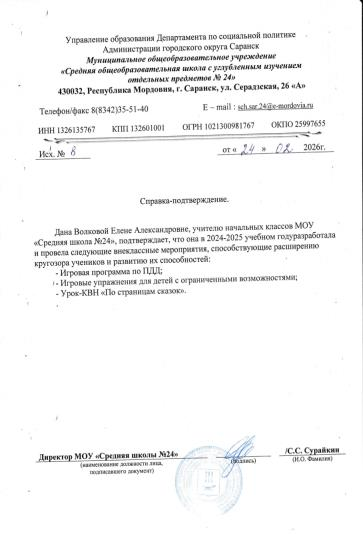 Управление образования Департамента по социальной политике
Администрации городского округа Саранск
Муниципальное общеобразовательное учреждение
«Средняя общеобразовательная школа с углубленным изучением
отдельных предметов № 24»
430032, Республика Мордовия, г. Саранск, ул. Серадзская, 26 «А»
Телефон/факс 8(8342)35-51-40 E – mail : sch.sar.24@e-mordovia.ru
ИНН 1326135767 КПП 132601001 ОГРН 1021300981767 ОКПО 25997655
Исх. № 8 от « 24 » 02 2026г.
Справка-подтверждение.
Дана Волковой Елене Александровне, учителю начальных классов МОУ
«Средняя школа №24», подтверждает, что она в 2024-2025 учебном годуразработала
и провела следующие внеклассные мероприятия, способствующие расширению
кругозора учеников и развитию их способностей:
- Игровая программа по ПДД;
- Игровые упражнения для детей с ограниченными возможностями;
- Урок-КВН «По страницам сказок».
Директор МОУ «Средняя школы №24» /С.С. Сурайкин
(наименование должности лица, (подпись) (И.О. Фамилия)
подписавшего документ)